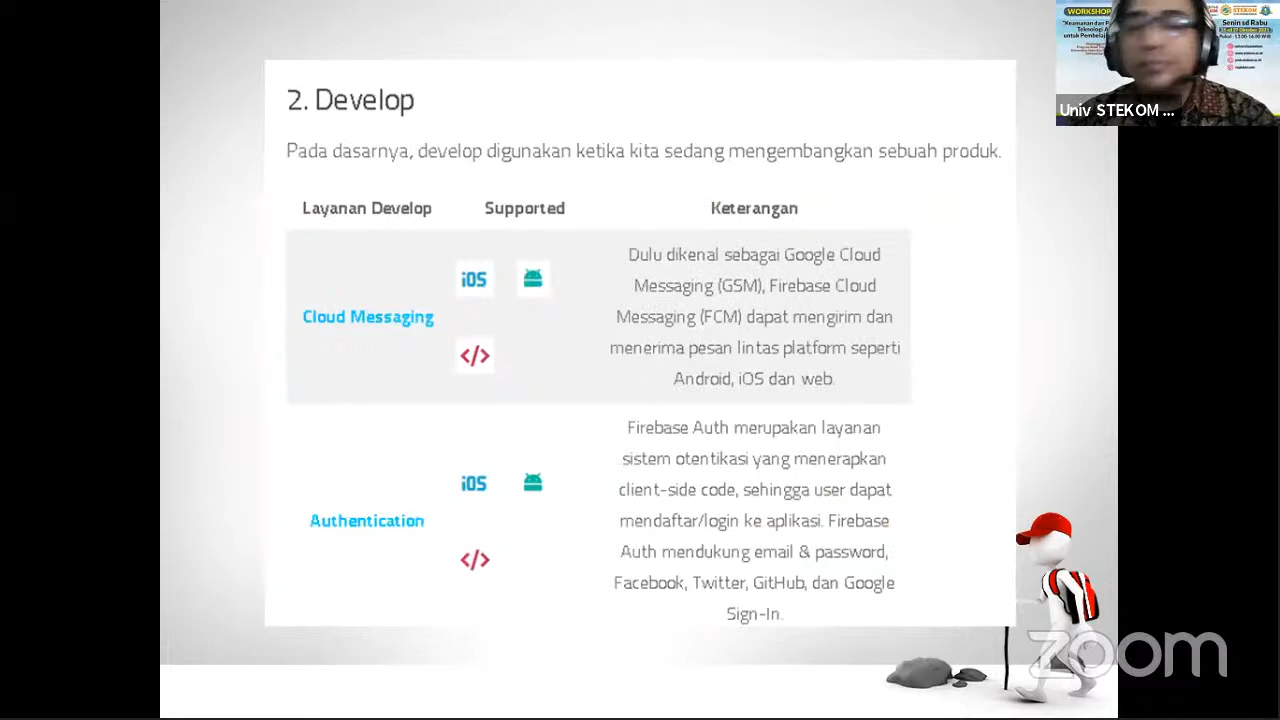 2. Develop
Pada dasarnya, develop digunakan ketika kita sedang mengembangkan sebuah produk.
Layanan Develop Supported Keterangan
Cloud Messaging
iOS
</>
Dulu dikenal sebagai Google Cloud
Messaging (GSM), Firebase Cloud
Messaging (FCM) dapat mengirim dan
menerima pesan lintas platform seperti
Android, iOS dan web.
Authentication
iOS
</>
Firebase Auth merupakan layanan
sistem otentikasi yang menerapkan
client-side code, sehingga user dapat
mendaftar/login ke aplikasi. Firebase
Auth mendukung email & password,
Facebook, Twitter, GitHub, dan Google
Sign-In.
WORKSHOP
STEKOM
Senin sd Rabu
Univ STEKOM ...
zoom